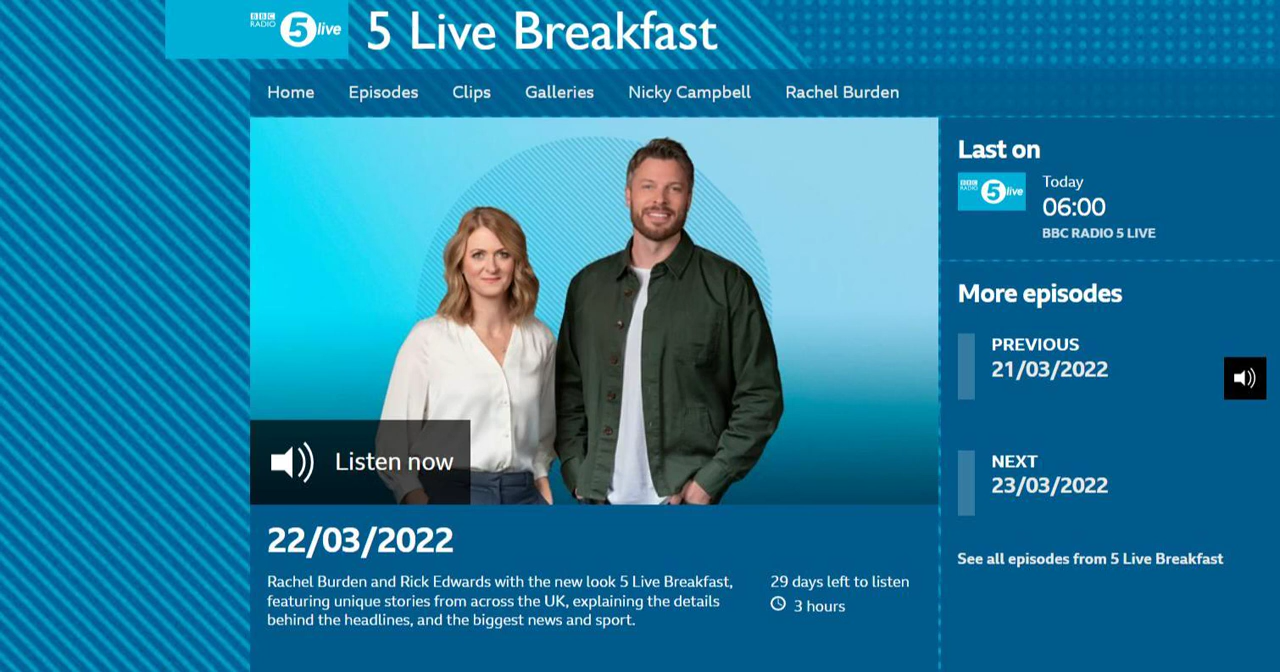 BBC
RADIO
5 live
5 Live Breakfast
Home
Episodes
Clips
Galleries
Nicky Campbell
Rachel Burden
Listen now
22/03/2022
Rachel Burden and Rick Edwards with the new look 5 Live Breakfast,
featuring unique stories from across the UK, explaining the details
behind the headlines, and the biggest news and sport.
29 days left to listen
3 hours
Last on
BBC
RADIO
5 live
Today
06:00
BBC RADIO 5 LIVE
More episodes
PREVIOUS
21/03/2022
NEXT
23/03/2022
See all episodes from 5 Live Breakfast